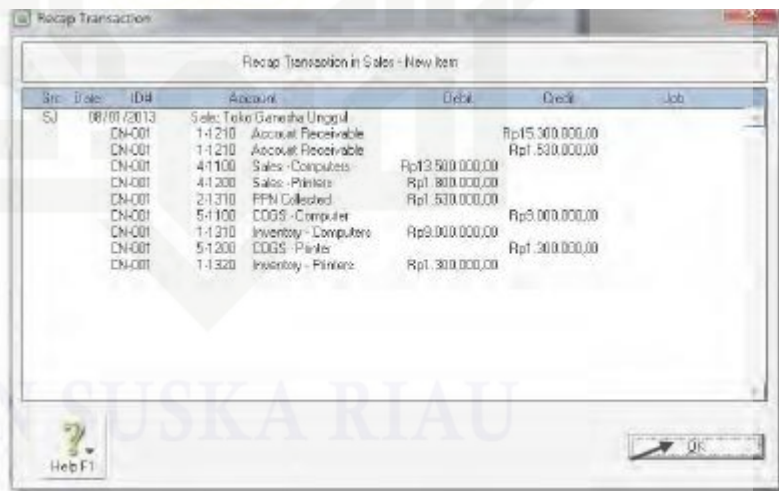 Recap Transaction
Recap Transaction in Sales - New Item
Src Date ID# Account Debit Credit Job
SJ 08/01/2013 Sale; Toko Ganesha Unggul
CN-001 1-1210 Account Receivable Rp15.300.000,00
CN-001 1-1210 Account Receivable Rp1.530.000,00
CN-001 4-1100 Sales - Computers Rp13.500.000,00
CN-001 4-1200 Sales - Printers Rp1.800.000,00
CN-001 2-1310 PPN Collected Rp1.530.000,00
CN-001 5-1100 COGS - Computer Rp9.000.000,00
CN-001 1-1310 Inventory - Computers Rp9.000.000,00
CN-001 5-1200 COGS - Printer Rp1.300.000,00
CN-001 1-1320 Inventory - Printers Rp1.300.000,00
N SUSKA RIAU
Help F1
OK